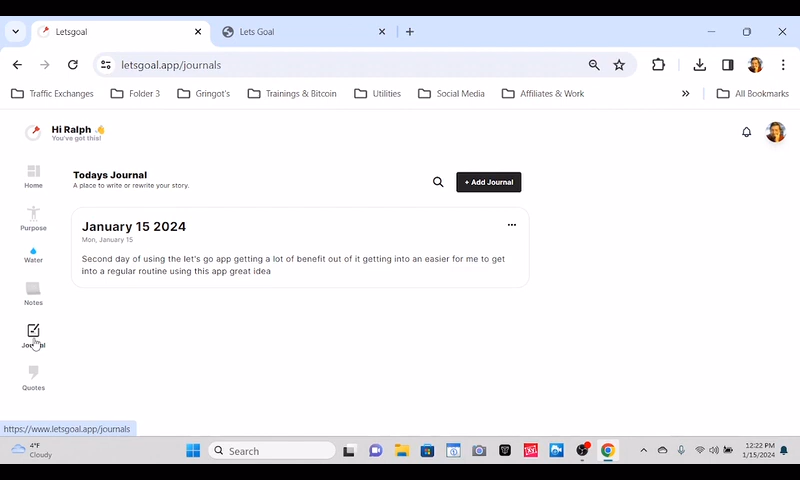 Letsgoal
Lets Goal
letsgoal.app/journals
Traffic Exchanges
Folder 3
Gringot's
Trainings & Bitcoin
Utilities
Social Media
Affiliates & Work
All Bookmarks
Hi Ralph 👋
You've got this!
Todays Journal
A place to write or rewrite your story.
+ Add Journal
Home
Purpose
Water
Notes
Journal
Quotes
January 15 2024
Mon, January 15
Second day of using the let's go app getting a lot of benefit out of it getting into an easier for me to get
into a regular routine using this app great idea
https://www.letsgoal.app/journals
4°F
Cloudy
Search
12:22 PM
1/15/2024